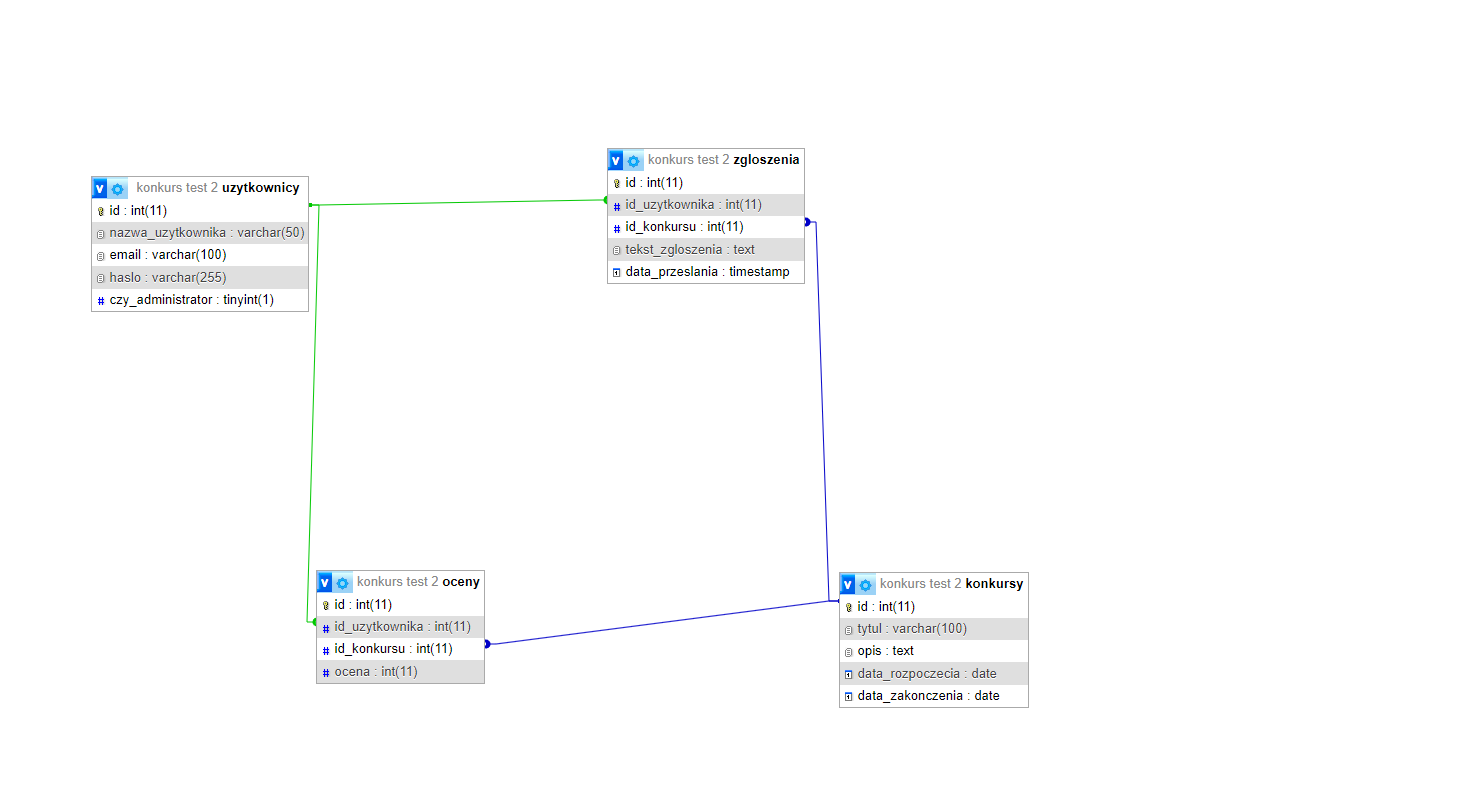 konkurs test 2 zgloszenia
id : int(11)
id_uzytkownika : int(11)
id_konkursu : int(11)
tekst_zgloszenia : text
data_przeslania : timestamp
konkurs test 2 uzytkownicy
id : int(11)
nazwa_uzytkownika : varchar(50)
email : varchar(100)
haslo : varchar(255)
czy_administrator : tinyint(1)
konkurs test 2 oceny
id : int(11)
id_uzytkownika : int(11)
id_konkursu : int(11)
ocena : int(11)
konkurs test 2 konkursy
id : int(11)
tytul : varchar(100)
opis : text
data_rozpoczecia : date
data_zakonczenia : date